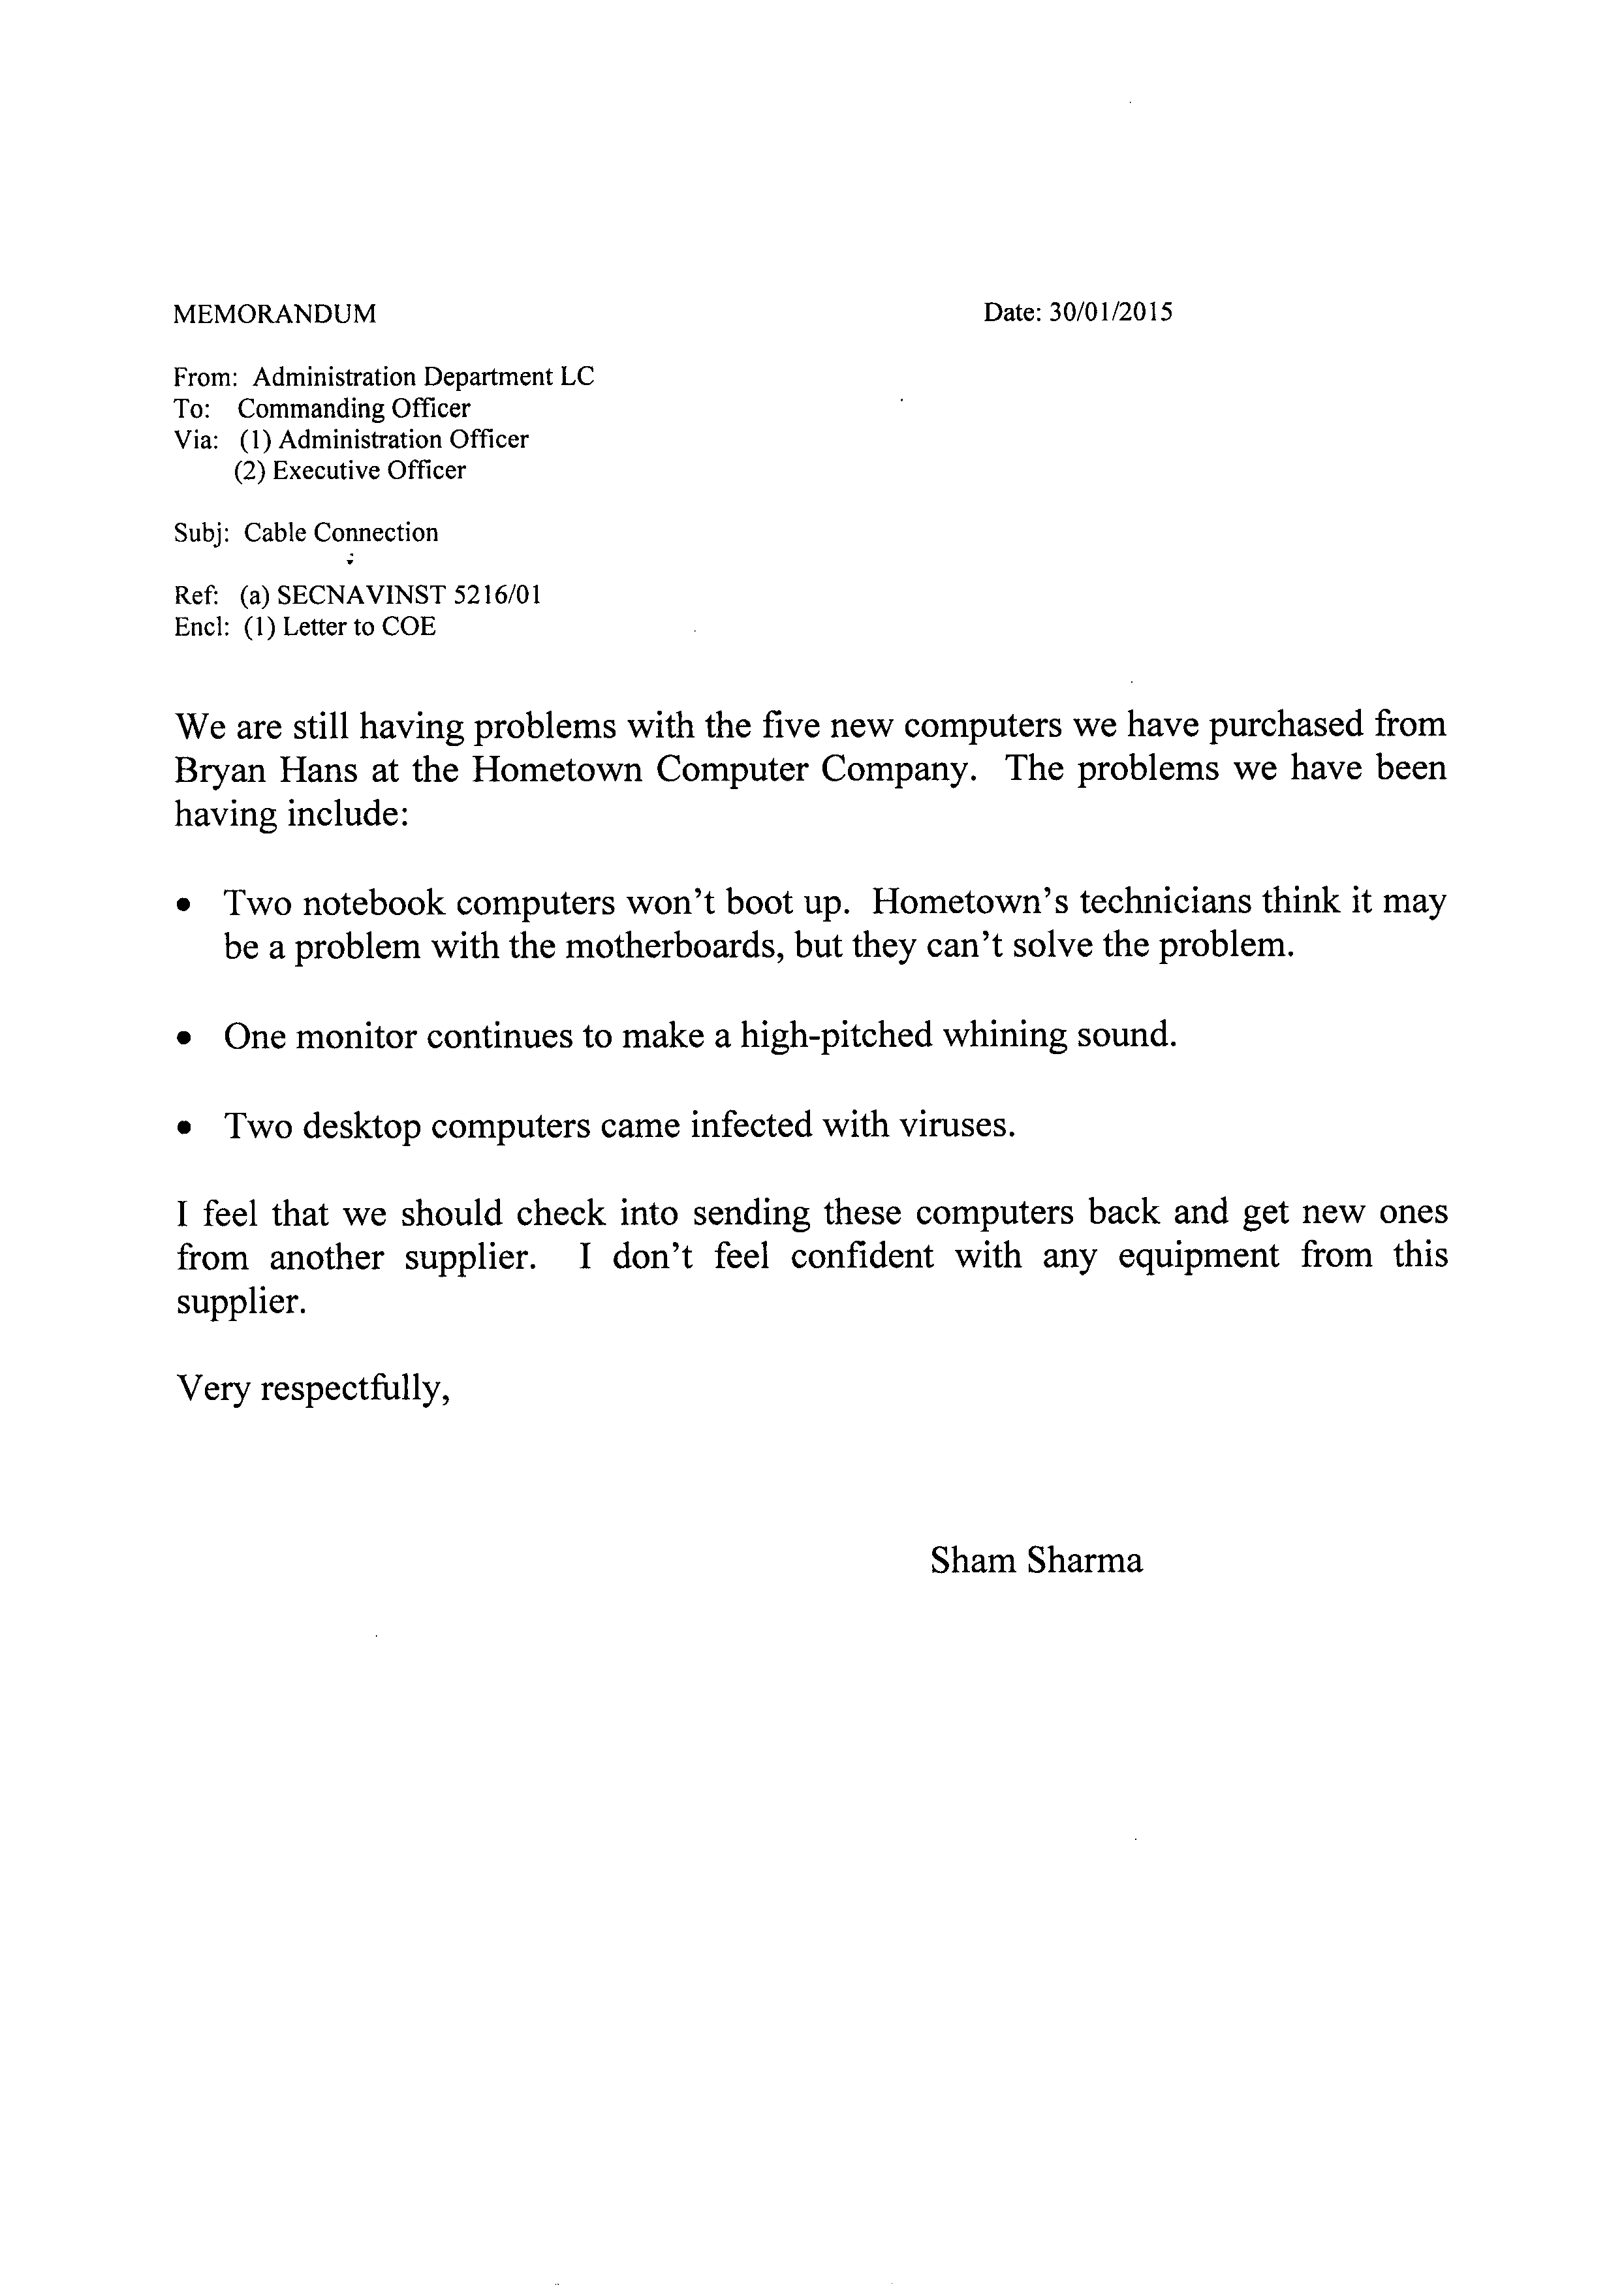 MEMORANDUM Date: 30/01/2015
From: Administration Department LC
To: Commanding Officer
Via: (1) Administration Officer
(2) Executive Officer
Subj: Cable Connection
Ref: (a) SECNAVINST 5216/01
Encl: (1) Letter to COE
We are still having problems with the five new computers we have purchased from
Bryan Hans at the Hometown Computer Company. The problems we have been
having include:
• Two notebook computers won't boot up. Hometown's technicians think it may
be a problem with the motherboards, but they can't solve the problem.
• One monitor continues to make a high-pitched whining sound.
• Two desktop computers came infected with viruses.
I feel that we should check into sending these computers back and get new ones
from another supplier. I don't feel confident with any equipment from this
supplier.
Very respectfully,
Sham Sharma